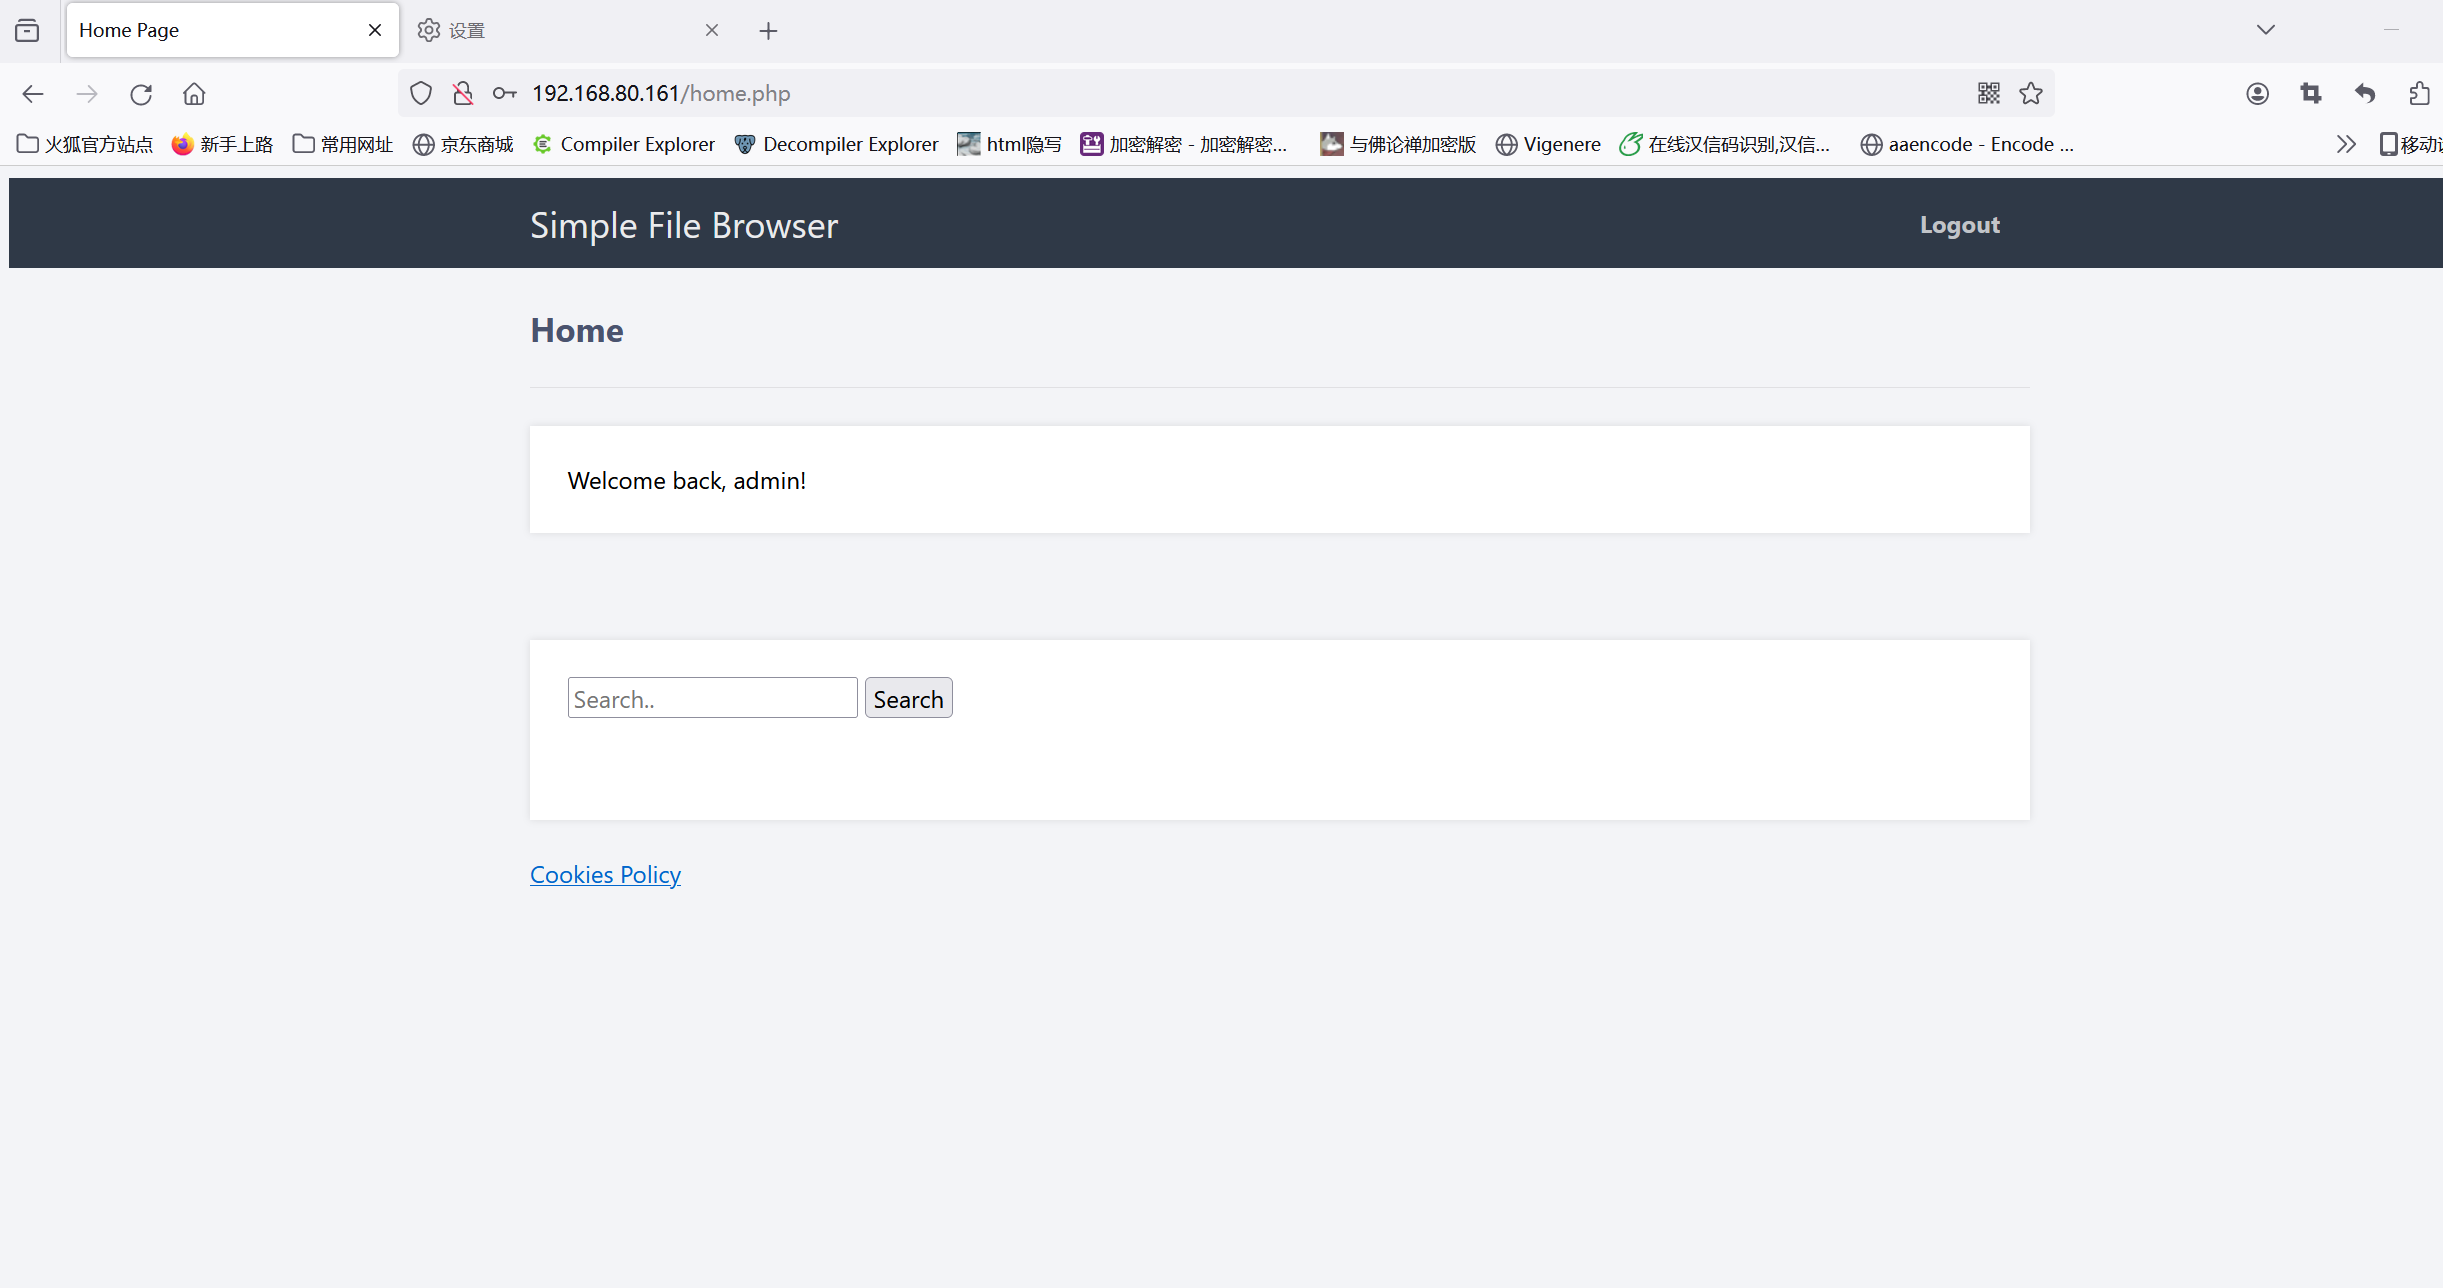 Home Page
设置
192.168.80.161/home.php
火狐官方站点 新手上路 常用网址 京东商城 Compiler Explorer Decompiler Explorer html隐写 加密解密 - 加密解密... 与佛论禅加密版 Vigenere 在线汉信码识别,汉信... aaencode - Encode ... 移动
Simple File Browser
Logout
Home
Welcome back, admin!
Search..
Search
Cookies Policy